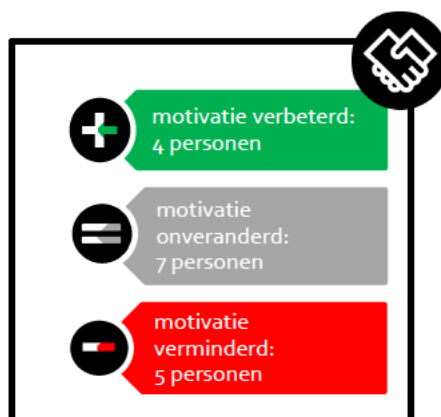 motivatie verbeterd:
4 personen
motivatie
onveranderd:
7 personen
motivatie
verminderd:
5 personen